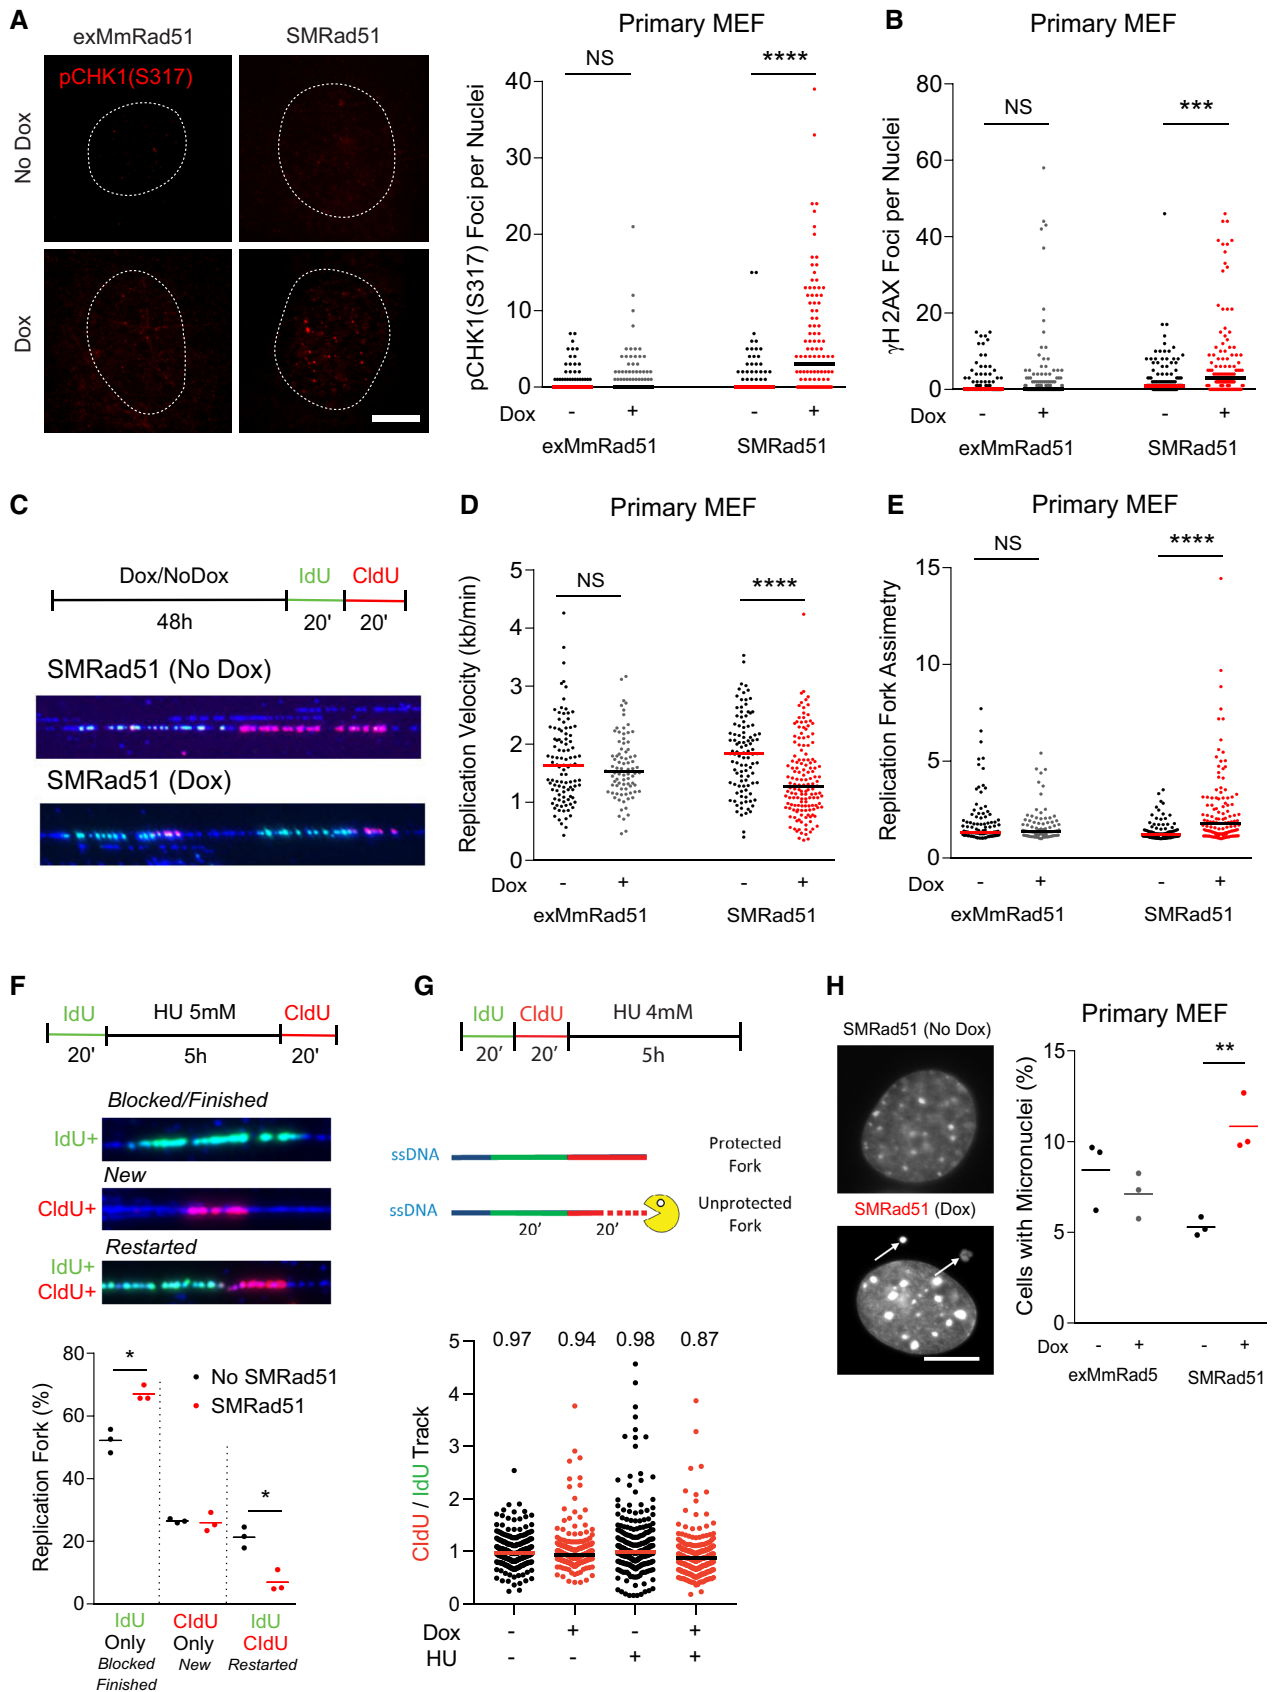 A
exMmRad51
SMRad51
pCHK1(S317)
No Dox
Dox
Primary MEF
NS
****
pCHK1(S317) Foci per Nuclei
40
30
20
10
0
Dox
-
+
-
+
exMmRad51
SMRad51
B
Primary MEF
NS
***
γH 2AX Foci per Nuclei
80
60
40
20
0
Dox
-
+
-
+
exMmRad51
SMRad51
C
Dox/NoDox
IdU
CldU
48h
20'
20'
SMRad51 (No Dox)
SMRad51 (Dox)
D
Primary MEF
NS
****
Replication Velocity (kb/min)
5
4
3
2
1
0
Dox
-
+
-
+
exMmRad51
SMRad51
E
Primary MEF
NS
****
Replication Fork Assimetry
15
10
5
0
Dox
-
+
-
+
exMmRad51
SMRad51
F
IdU
HU 5mM
CldU
20'
5h
20'
Blocked/Finished
IdU+
New
CldU+
Restarted
IdU+
CldU+
Replication Fork (%)
80
60
40
20
0
*
*
No SMRad51
SMRad51
IdU
Only
Blocked
Finished
CldU
Only
New
IdU
CldU
Restarted
G
IdU
CldU
HU 4mM
20'
20'
5h
ssDNA
Protected
Fork
ssDNA
Unprotected
Fork
20'
20'
0.97
0.94
0.98
0.87
CldU / IdU Track
5
4
3
2
1
0
Dox
-
+
-
+
HU
-
-
+
+
H
SMRad51 (No Dox)
SMRad51 (Dox)
Primary MEF
**
Cells with Micronuclei (%)
15
10
5
0
Dox
-
+
-
+
exMmRad5
SMRad51